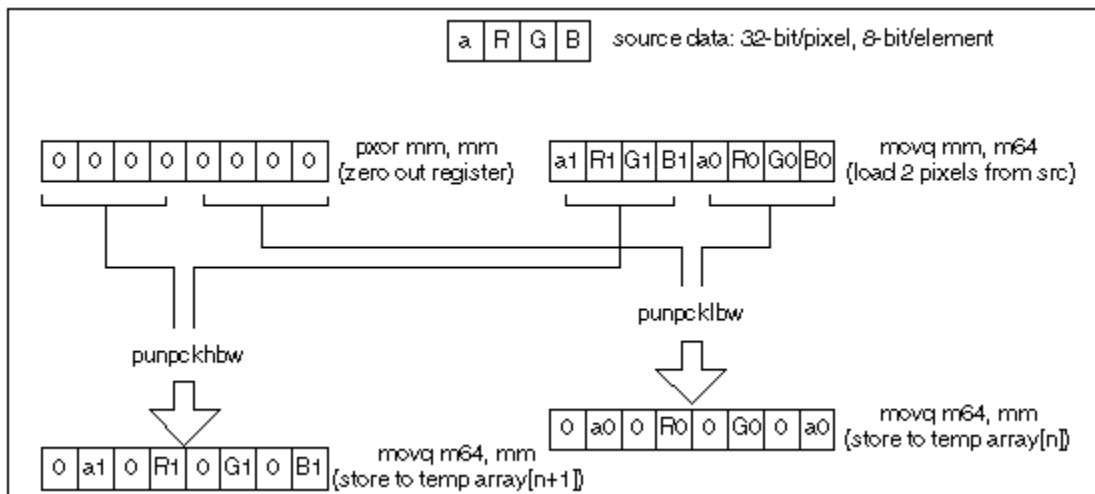 a R G B source data: 32-bit/pixel, 8-bit/element
0 0 0 0 0 0 0 0 pxor mm, mm
(zero out register)
a1 R1 G1 B1 a0 R0 G0 B0 movq mm, m64
(load 2 pixels from src)
punpckhbw
punpcklbw
0 a0 0 R0 0 G0 0 a0 movq m64, mm
(store to temp array[n])
0 a1 0 R1 0 G1 0 B1 movq m64, mm
(store to temp array[n+1])